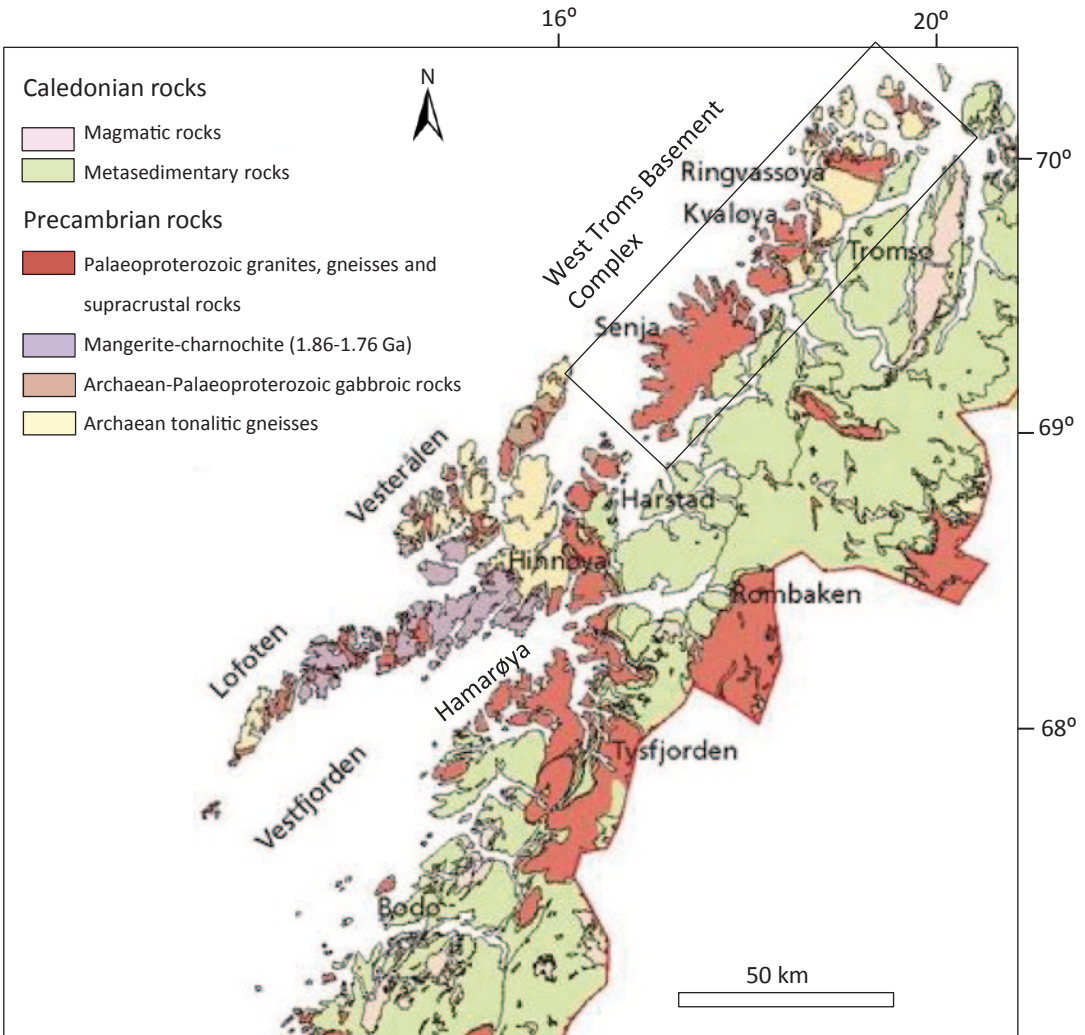 16º
20º
Caledonian rocks
Magmatic rocks
Metasedimentary rocks
Precambrian rocks
Palaeoproterozoic granites, gneisses and
supracrustal rocks
Mangerite-charnochite (1.86-1.76 Ga)
Archaean-Palaeoproterozoic gabbroic rocks
Archaean tonalitic gneisses
N
70º
West Troms Basement
Complex
Ringvassøya
Kvaløya
Tromsø
Senja
69º
Vesterålen
Harstad
Hinnøya
Rombaken
Lofoten
Hamarøya
68º
Tysfjorden
Vestfjorden
Bodø
50 km